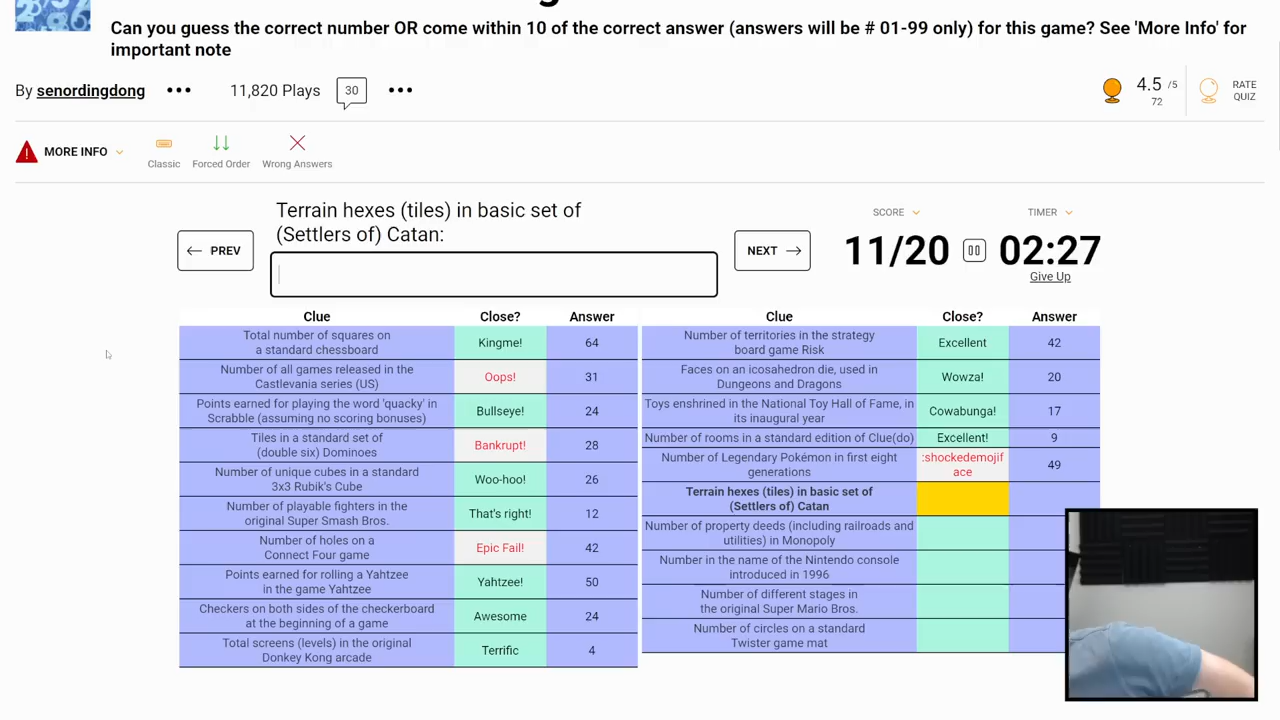 Can you guess the correct number OR come within 10 of the correct answer (answers will be # 01-99 only) for this game? See 'More Info' for
important note
By senordingdong ••• 11,820 Plays 30 •••
4.5 /5
72
RATE
QUIZ
MORE INFO
Classic
Forced Order
Wrong Answers
← PREV
Terrain hexes (tiles) in basic set of
(Settlers of) Catan:
NEXT →
SCORE
11/20
TIMER
02:27
Give Up
Clue Close? Answer
Total number of squares on
a standard chessboard
Kingme! 64
Number of all games released in the
Castlevania series (US)
Oops! 31
Points earned for playing the word 'quacky' in
Scrabble (assuming no scoring bonuses)
Bullseye! 24
Tiles in a standard set of
(double six) Dominoes
Bankrupt! 28
Number of unique cubes in a standard
3x3 Rubik's Cube
Woo-hoo! 26
Number of playable fighters in the
original Super Smash Bros.
That's right! 12
Number of holes on a
Connect Four game
Epic Fail! 42
Points earned for rolling a Yahtzee
in the game Yahtzee
Yahtzee! 50
Checkers on both sides of the checkerboard
at the beginning of a game
Awesome 24
Total screens (levels) in the original
Donkey Kong arcade
Terrific 4
Clue Close? Answer
Number of territories in the strategy
board game Risk
Excellent 42
Faces on an icosahedron die, used in
Dungeons and Dragons
Wowza! 20
Toys enshrined in the National Toy Hall of Fame, in
its inaugural year
Cowabunga! 17
Number of rooms in a standard edition of Clue(do) Excellent! 9
Number of Legendary Pokémon in first eight
generations
:shockedemojif
ace
49
Terrain hexes (tiles) in basic set of
(Settlers of) Catan
Number of property deeds (including railroads and
utilities) in Monopoly
Number in the name of the Nintendo console
introduced in 1996
Number of different stages in
the original Super Mario Bros.
Number of circles on a standard
Twister game mat